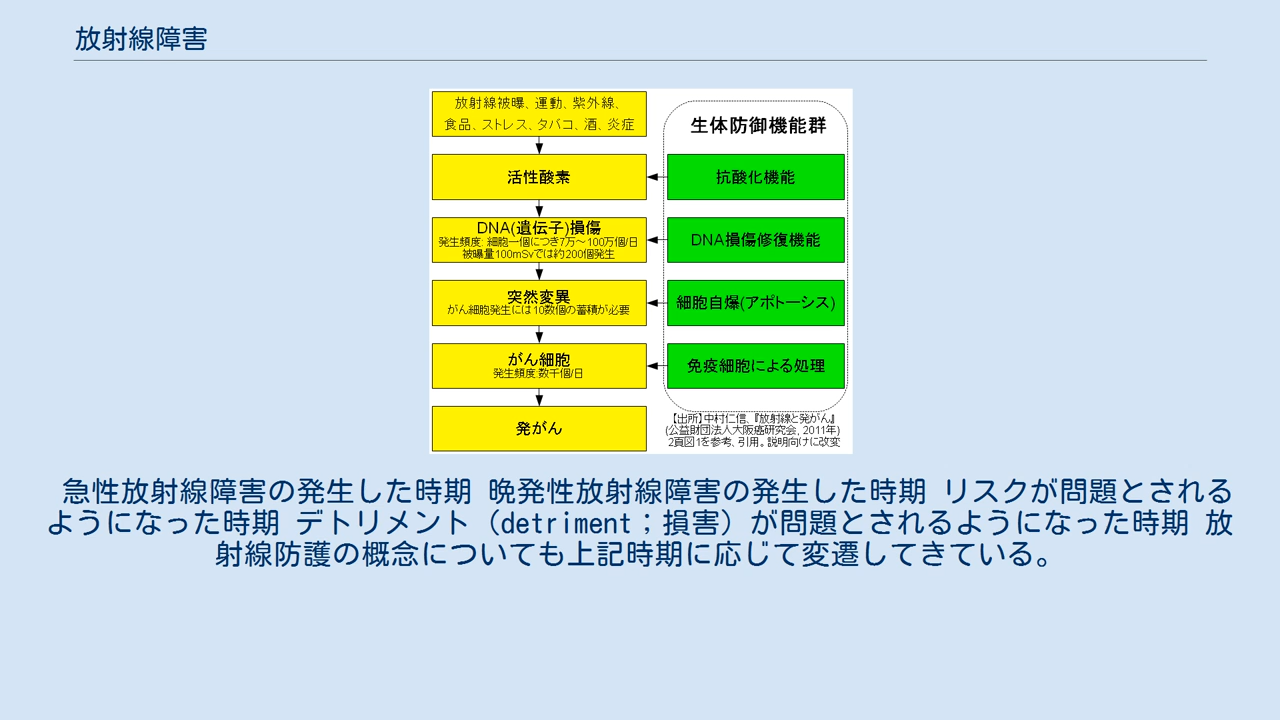 放射線障害
放射線被曝、運動、紫外線、
食品、ストレス、タバコ、酒、炎症
生体防御機能群
活性酸素
抗酸化機能
DNA(遺伝子)損傷
発生頻度: 細胞一個につき7万～100万個/日
被曝量100mSvでは約200個発生
DNA損傷修復機能
突然変異
がん細胞発生には10数個の蓄積が必要
細胞自爆(アポトーシス)
がん細胞
発生頻度:数千個/日
免疫細胞による処理
発がん
【出所】中村仁信、『放射線と発がん』
(公益財団法人大阪癌研究会, 2011年)
2頁図1を参考、引用。説明向けに改変
急性放射線障害の発生した時期 晩発性放射線障害の発生した時期 リスクが問題とされる
ようになった時期 デトリメント（detriment；損害）が問題とされるようになった時期 放
射線防護の概念についても上記時期に応じて変遷してきている。